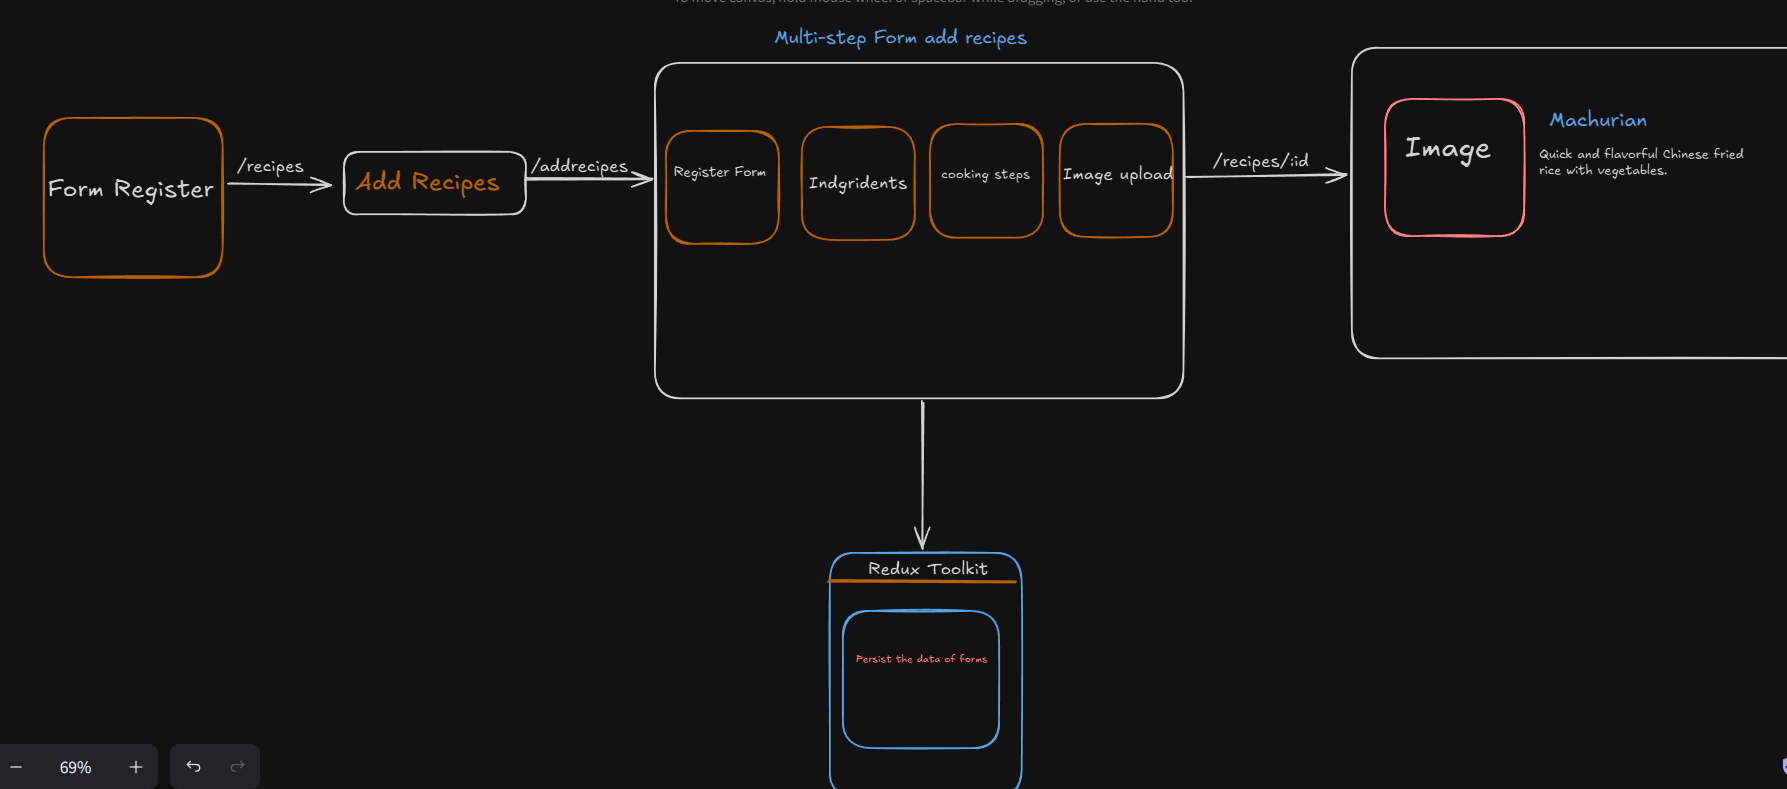 To move canvas, hold mouse wheel or spacebar while dragging, or use the hand tool
Multi-step Form add recipes
Form Register
/recipes
Add Recipes
/addrecipes
Register Form
Indgridents
cooking steps
Image upload
/recipes/:id
Image
Machurian
Quick and flavorful Chinese fried
rice with vegetables.
Redux Toolkit
Persist the data of forms
69%